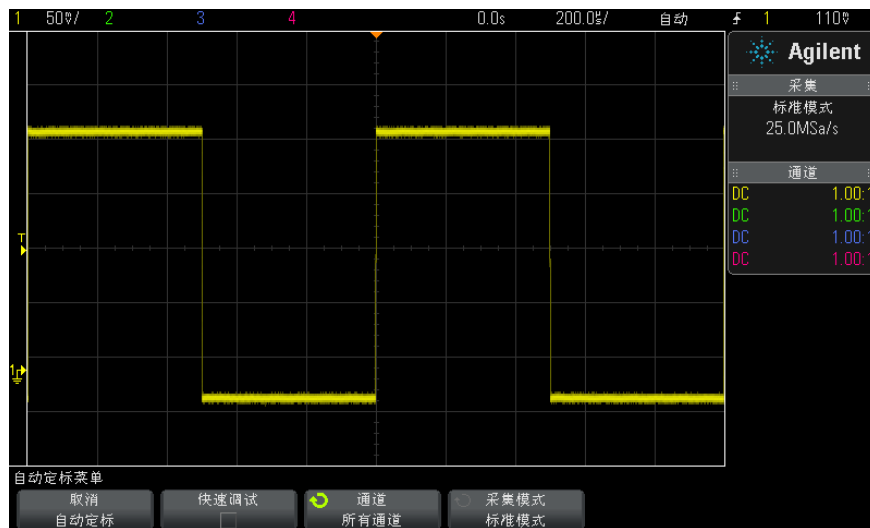 1 50mV/ 2 3 4 0.0s 200.0us/ 自动 1 110mV
Agilent
采集
标准模式
25.0MSa/s
通道
DC 1.00:
DC 1.00:
DC 1.00:
DC 1.00:
T
1
自动定标菜单
取消 快速调试 通道 采集模式
自动定标 所有通道 标准模式